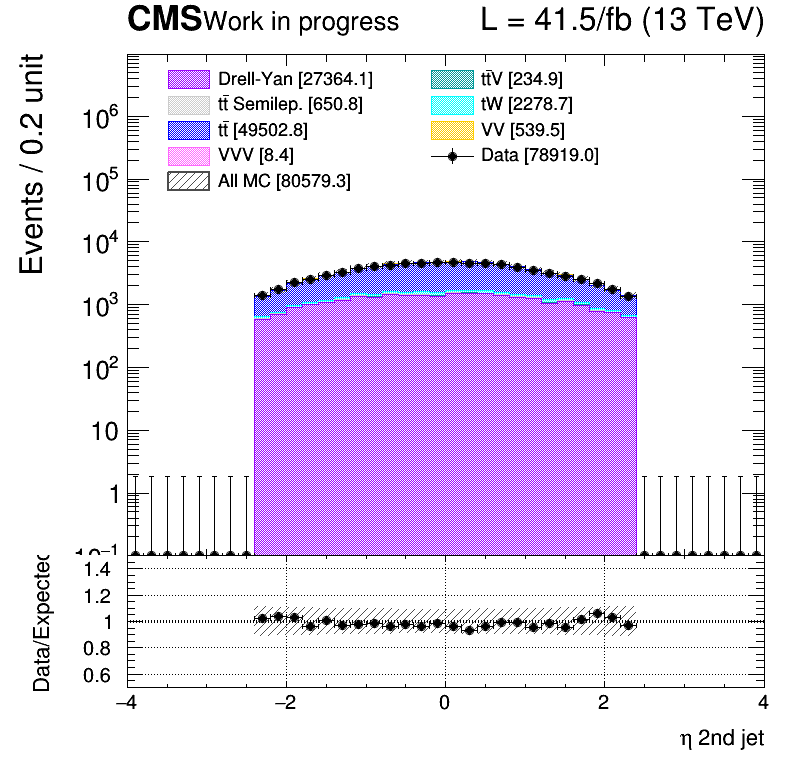 CMS Work in progress L = 41.5/fb (13 TeV)
Events / 0.2 unit
Drell-Yan [27364.1] tt̄V [234.9]
tt̄ Semilep. [650.8] tW [2278.7]
tt̄ [49502.8] VV [539.5]
VVV [8.4] Data [78919.0]
All MC [80579.3]
10⁶
10⁵
10⁴
10³
10²
10
1
10⁻¹
Data/Expected
1.4
1.2
1
0.8
0.6
−4 −2 0 2 4
η 2nd jet